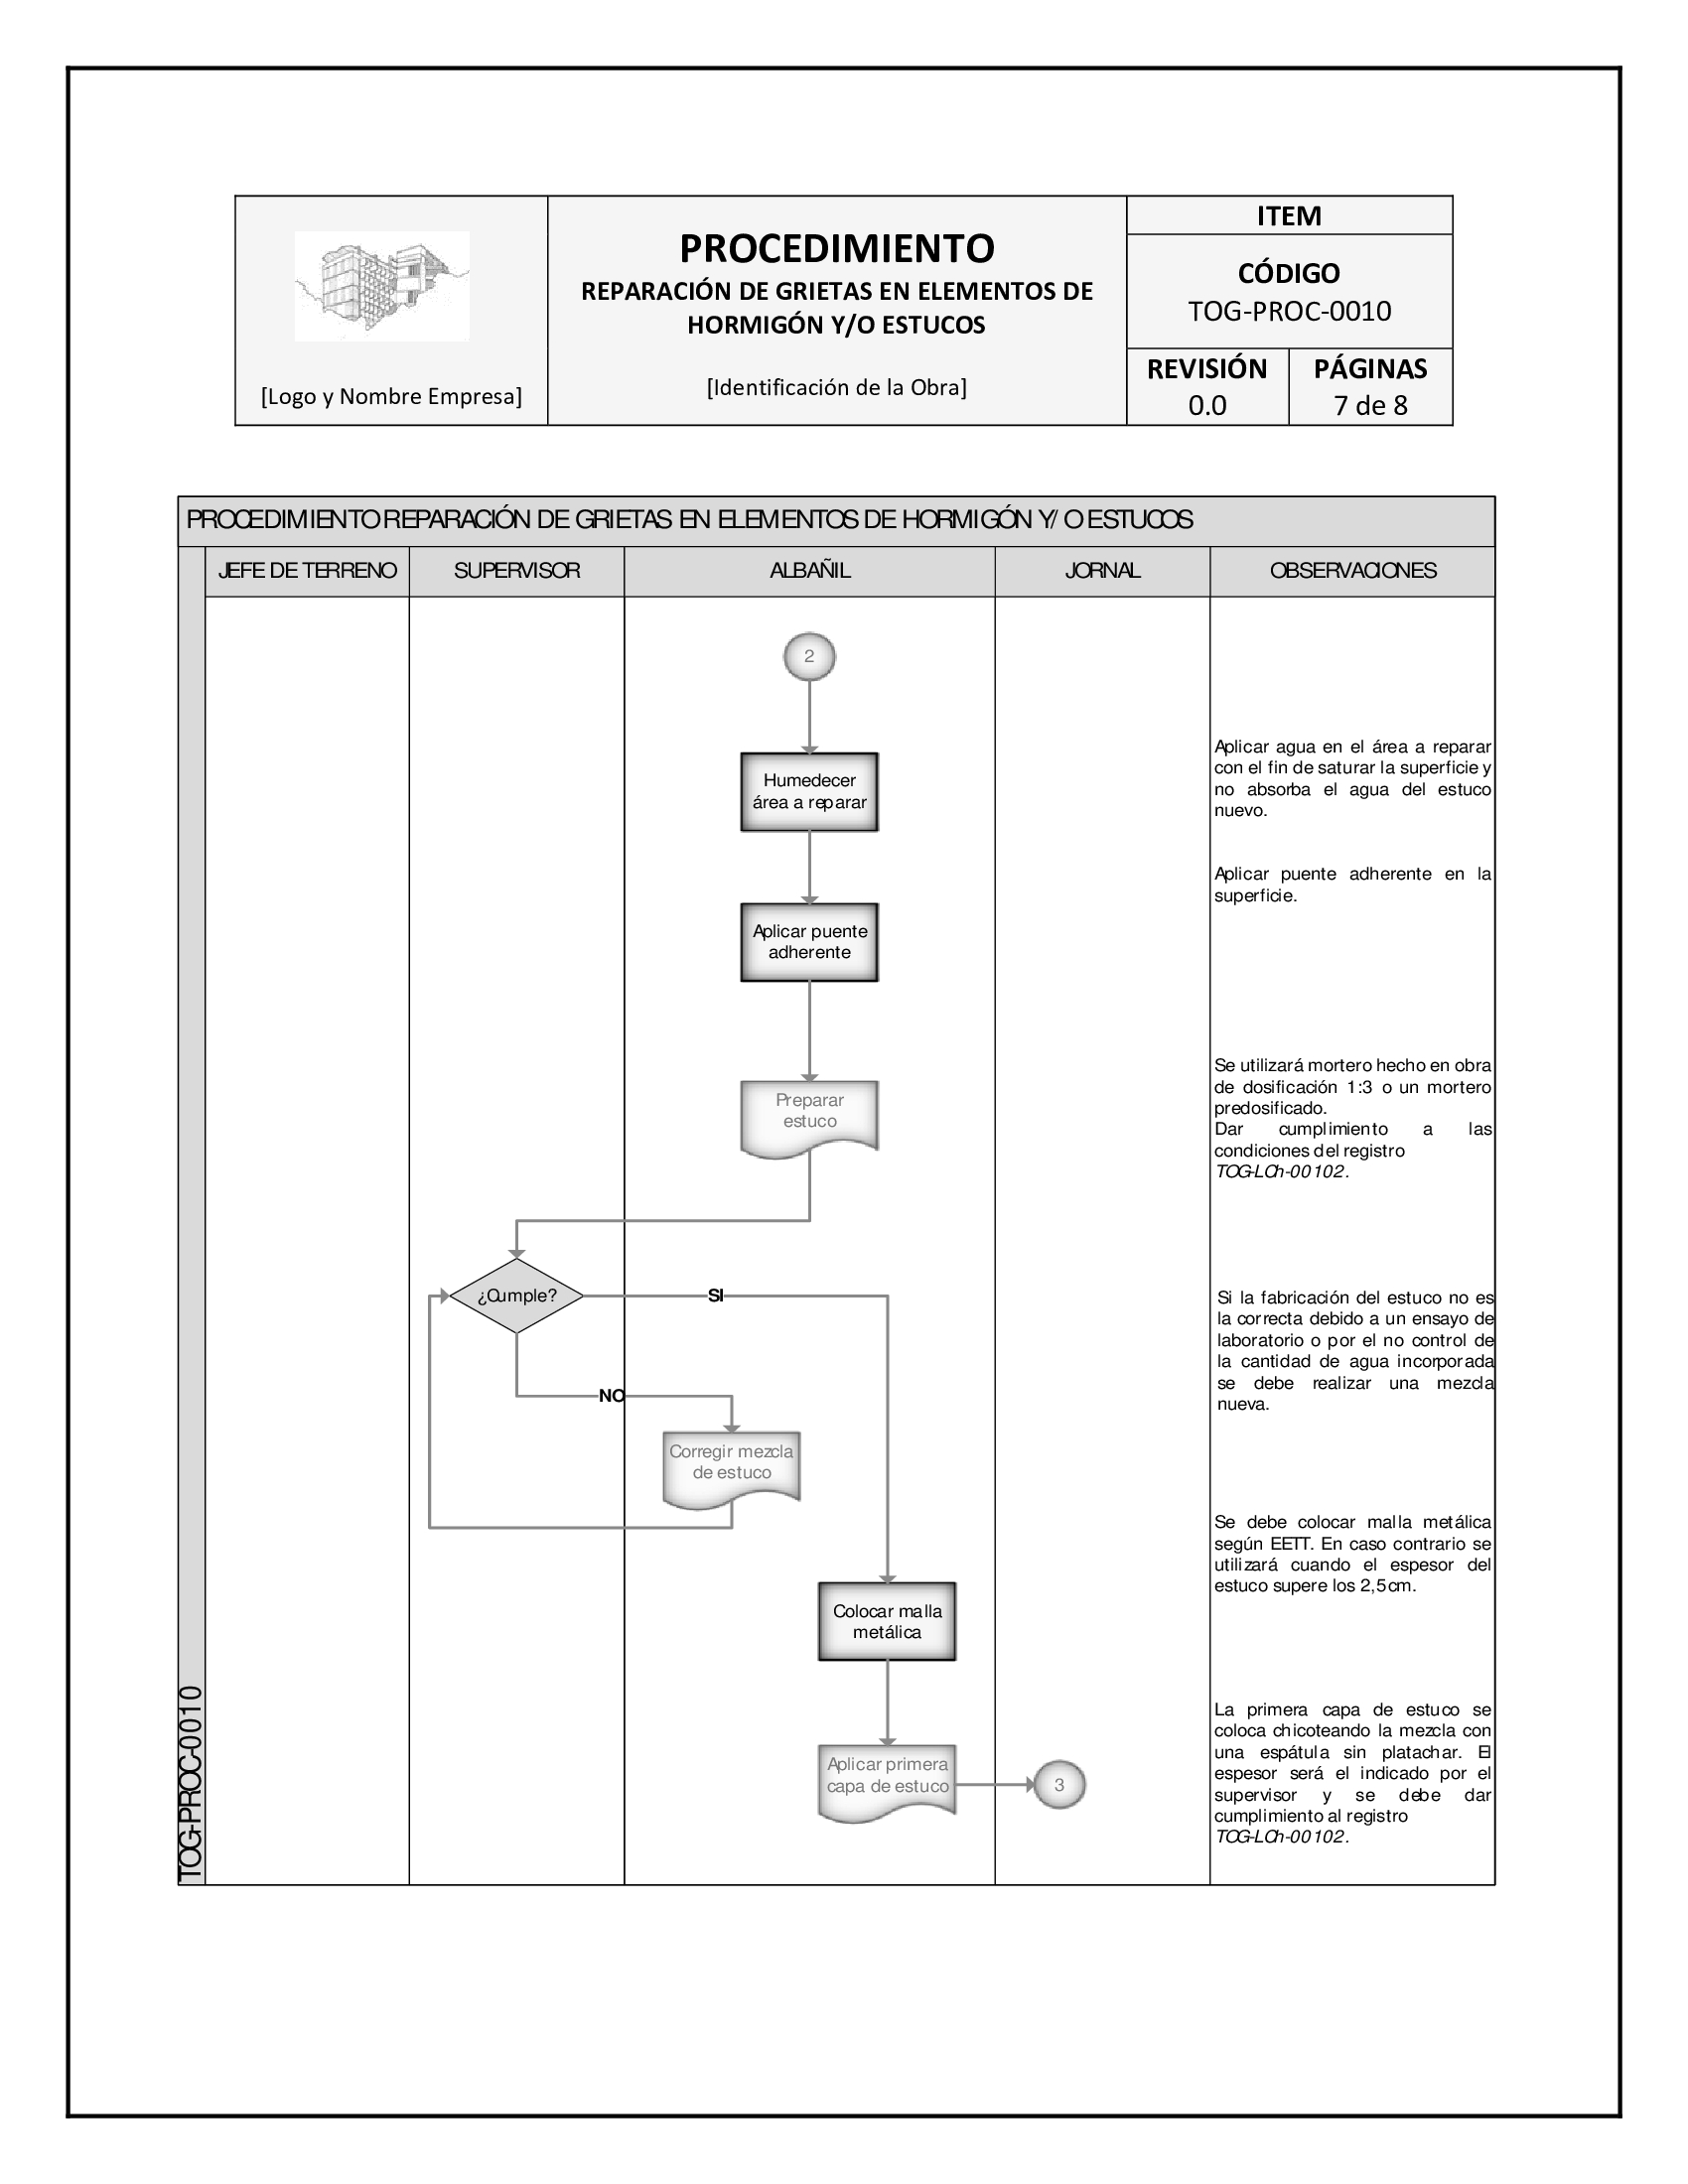 [Logo y Nombre Empresa]
PROCEDIMIENTO
REPARACIÓN DE GRIETAS EN ELEMENTOS DE
HORMIGÓN Y/O ESTUCOS
[Identificación de la Obra]
ITEM
CÓDIGO
TOG-PROC-0010
REVISIÓN
0.0
PÁGINAS
7 de 8
PROCEDIMIENTO REPARACIÓN DE GRIETAS EN ELEMENTOS DE HORMIGÓN Y/O ESTUCOS
JEFE DE TERRENO
SUPERVISOR
ALBAÑIL
JORNAL
OBSERVACIONES
TOG-PROC-0010
2
Humedecer
área a reparar
Aplicar agua en el área a reparar
con el fin de saturar la superficie y
no absorba el agua del estuco
nuevo.
Aplicar puente
adherente
Aplicar puente adherente en la
superficie.
Preparar
estuco
Se utilizará mortero hecho en obra
de dosificación 1:3 o un mortero
predosificado.
Dar cumplimiento a las
condiciones del registro
TOG-LCh-00102.
¿Cumple?
SI
NO
Si la fabricación del estuco no es
la correcta debido a un ensayo de
laboratorio o por el no control de
la cantidad de agua incorporada
se debe realizar una mezcla
nueva.
Corregir mezcla
de estuco
Colocar malla
metálica
Se debe colocar malla metálica
según EETT. En caso contrario se
utilizará cuando el espesor del
estuco supere los 2,5cm.
Aplicar primera
capa de estuco
3
La primera capa de estuco se
coloca chicoteando la mezcla con
una espátula sin platachar. El
espesor será el indicado por el
supervisor y se debe dar
cumplimiento al registro
TOG-LCh-00102.